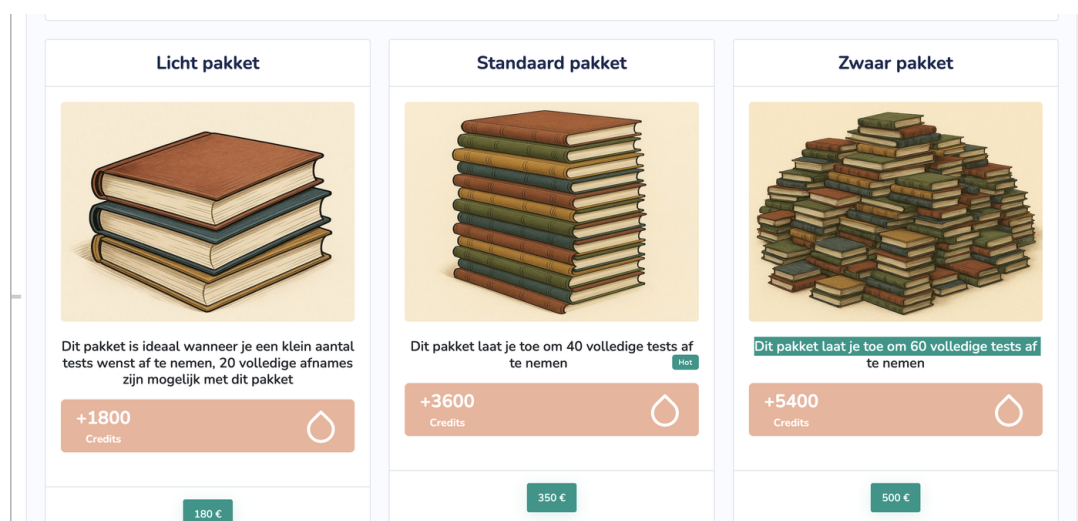 Licht pakket
Dit pakket is ideaal wanneer je een klein aantal
tests wenst af te nemen, 20 volledige afnames
zijn mogelijk met dit pakket
+1800
Credits
180 €
Standaard pakket
Dit pakket laat je toe om 40 volledige tests af
te nemen
Hot
+3600
Credits
350 €
Zwaar pakket
Dit pakket laat je toe om 60 volledige tests af
te nemen
+5400
Credits
500 €